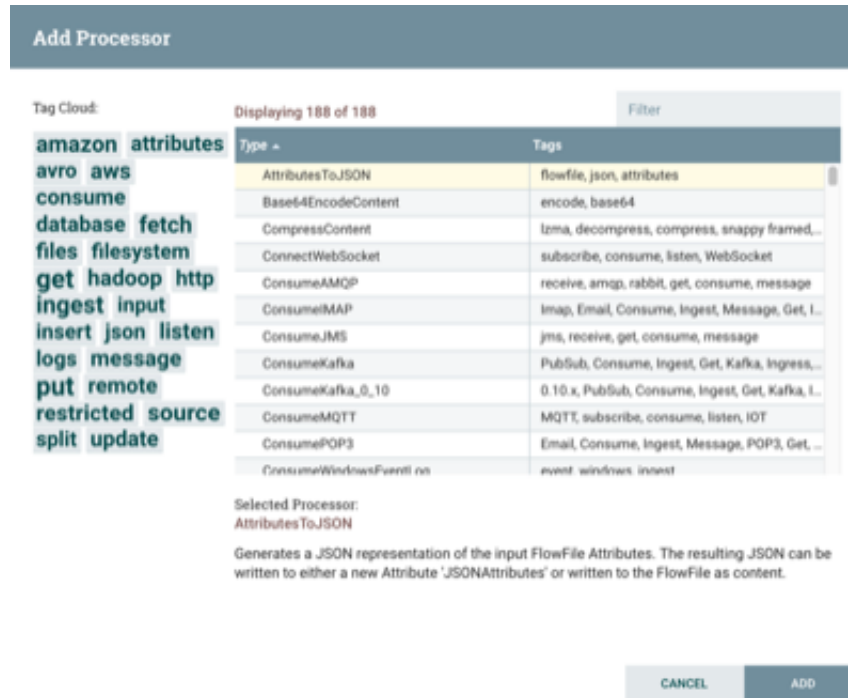 Add Processor
Tag Cloud:
amazon attributes
avro aws
consume
database fetch
files filesystem
get hadoop http
ingest input
insert json listen
logs message
put remote
restricted source
split update
Displaying 188 of 188
Filter
Type Tags
AttributesToJSON flowfile, json, attributes
Base64EncodeContent encode, base64
CompressContent lzma, decompress, compress, snappy framed,...
ConnectWebSocket subscribe, consume, listen, WebSocket
ConsumeAMQP receive, amqp, rabbit, get, consume, message
ConsumeIMAP Imap, Email, Consume, Ingest, Message, Get, I...
ConsumeJMS jms, receive, get, consume, message
ConsumeKafka PubSub, Consume, Ingest, Get, Kafka, Ingress,...
ConsumeKafka_0_10 0.10.x, PubSub, Consume, Ingest, Get, Kafka, I...
ConsumeMQTT MQTT, subscribe, consume, listen, IOT
ConsumePOP3 Email, Consume, Ingest, Message, POP3, Get, ...
ConsumeWindowsEventLog event, windows, ingest
Selected Processor:
AttributesToJSON
Generates a JSON representation of the input FlowFile Attributes. The resulting JSON can be
written to either a new Attribute 'JSONAttributes' or written to the FlowFile as content.
CANCEL ADD